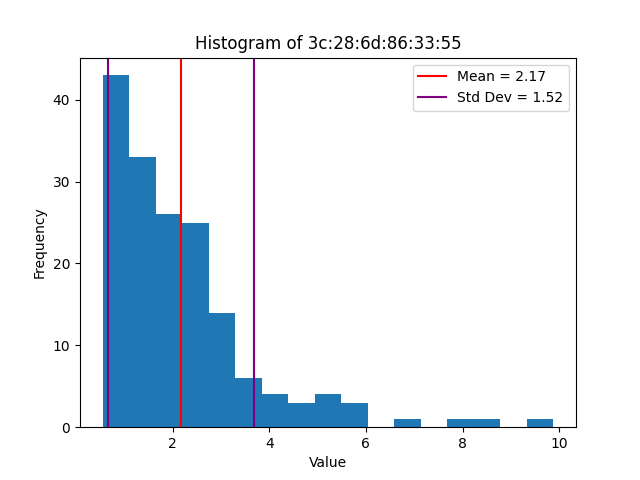 Histogram of 3c:28:6d:86:33:55
Mean = 2.17
Std Dev = 1.52
Frequency
40
30
20
10
0
2
4
6
8
10
Value